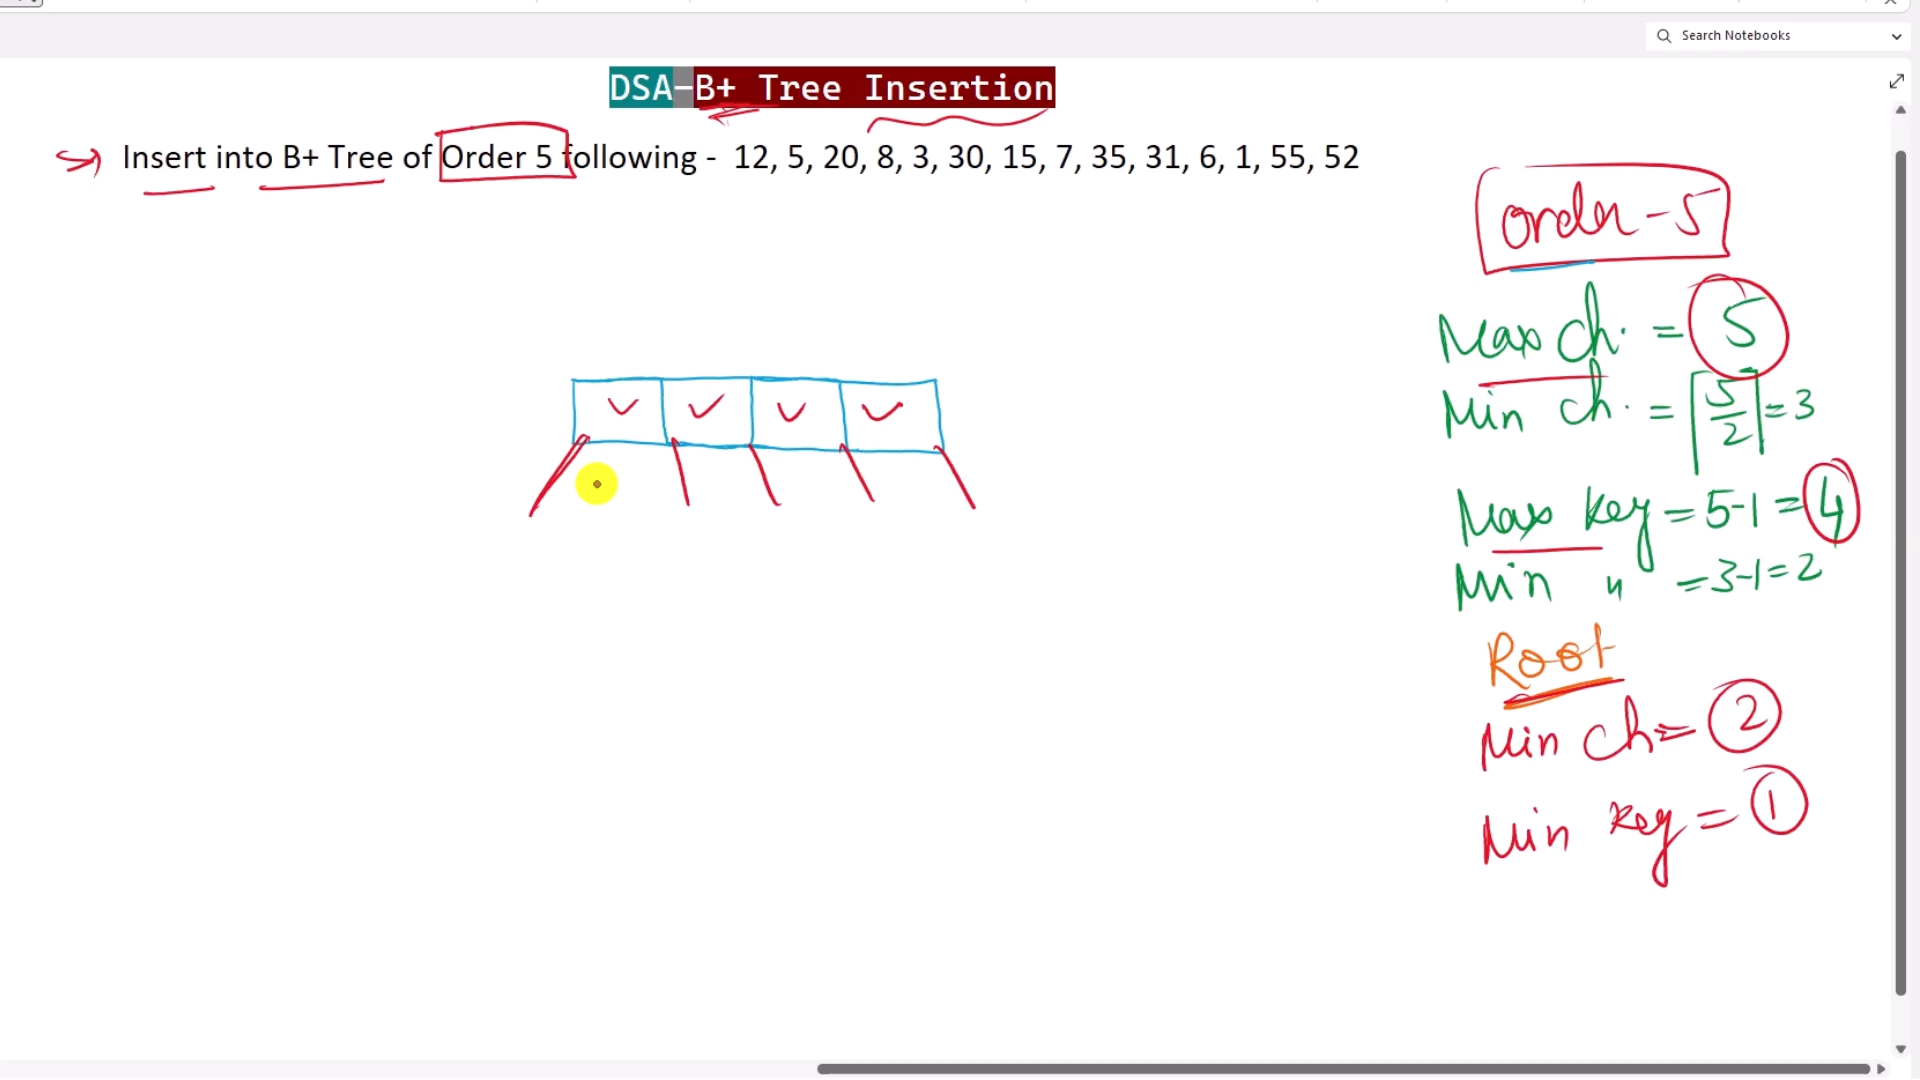 Search Notebooks
DSA-B+ Tree Insertion
Insert into B+ Tree of Order 5 following - 12, 5, 20, 8, 3, 30, 15, 7, 35, 31, 6, 1, 55, 52
Order - 5
Max ch. = 5
Min ch. = ⌈5/2⌉ = 3
Max key = 5-1 = 4
Min " = 3-1 = 2
Root
Min ch = 2
Min key = 1